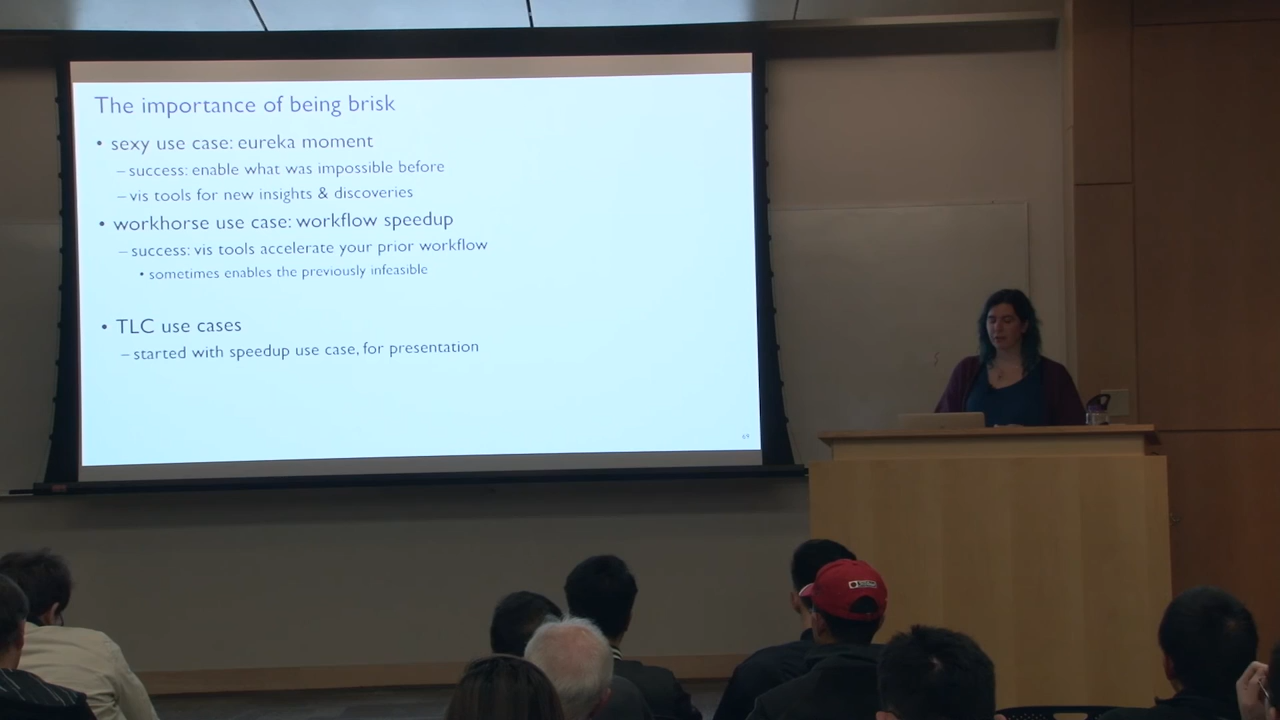 The importance of being brisk
• sexy use case: eureka moment
– success: enable what was impossible before
– vis tools for new insights & discoveries
• workhorse use case: workflow speedup
– success: vis tools accelerate your prior workflow
• sometimes enables the previously infeasible
• TLC use cases
– started with speedup use case, for presentation